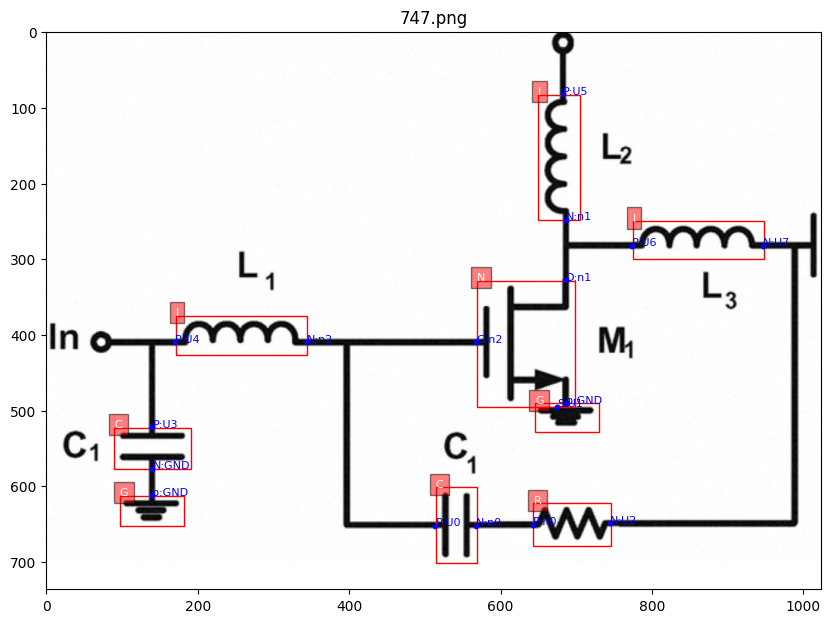 747.png
0
I
P:U5
100
L2
200
N:n1
I
P:U6
N:U7
L1
N
D:n1
300
L3
I
In
P:U4
N:n2
G:n2
M1
400
G
p:GND
C
P:U3
500
C1
N:GND
C1
C
G
p:GND
R
600
P:U0
N:n0
P:n0
N:U2
700
0
200
400
600
800
1000